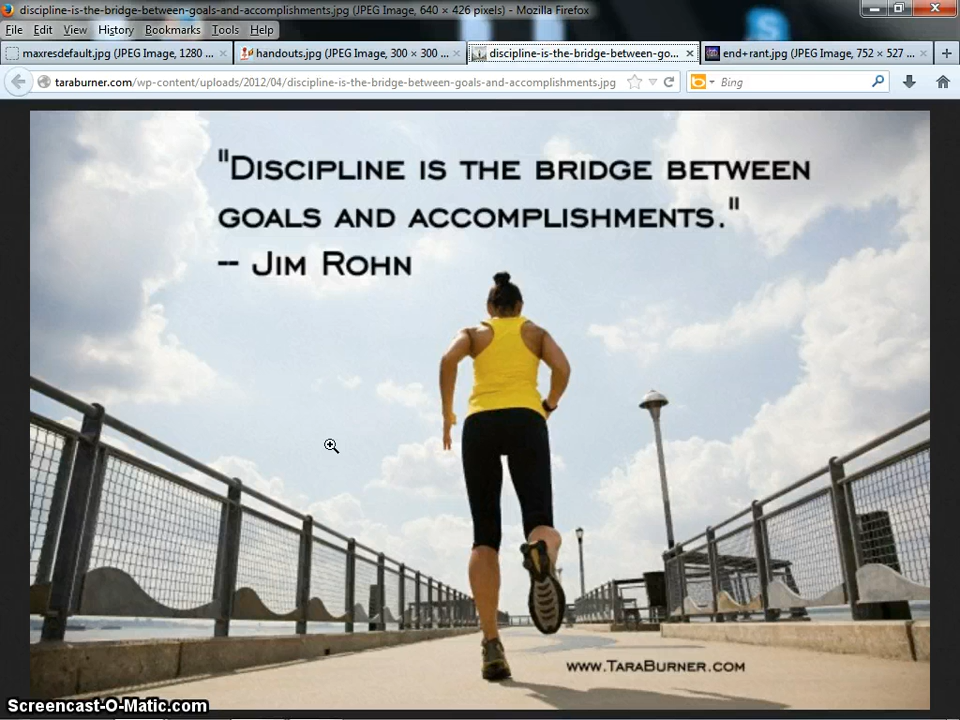 discipline-is-the-bridge-between-goals-and-accomplishments.jpg (JPEG Image, 640 × 426 pixels) - Mozilla Firefox
File Edit View History Bookmarks Tools Help
maxresdefault.jpg (JPEG Image, 1280 ... × handouts.jpg (JPEG Image, 300 × 300 ... × discipline-is-the-bridge-between-go... × end+rant.jpg (JPEG Image, 752 × 527 ... × +
taraburner.com/wp-content/uploads/2012/04/discipline-is-the-bridge-between-goals-and-accomplishments.jpg Bing
"Discipline is the bridge between
goals and accomplishments."
-- Jim Rohn
www.TaraBurner.com
Screencast-O-Matic.com